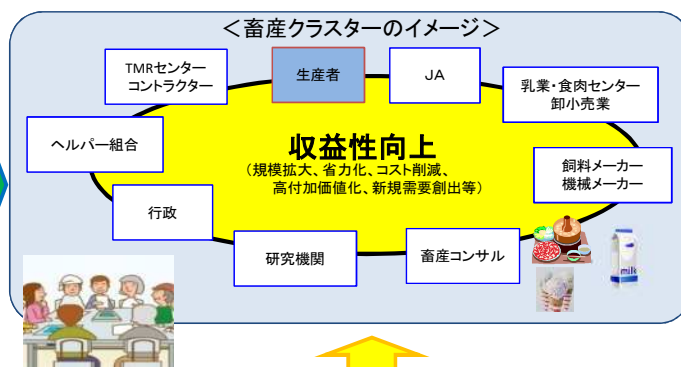 ＜畜産クラスターのイメージ＞
TMRセンター
コントラクター
生産者
JA
乳業・食肉センター
卸小売業
ヘルパー組合
収益性向上
（規模拡大、省力化、コスト削減、
高付加価値化、新規需要創出等）
飼料メーカー
機械メーカー
行政
研究機関
畜産コンサル
milk